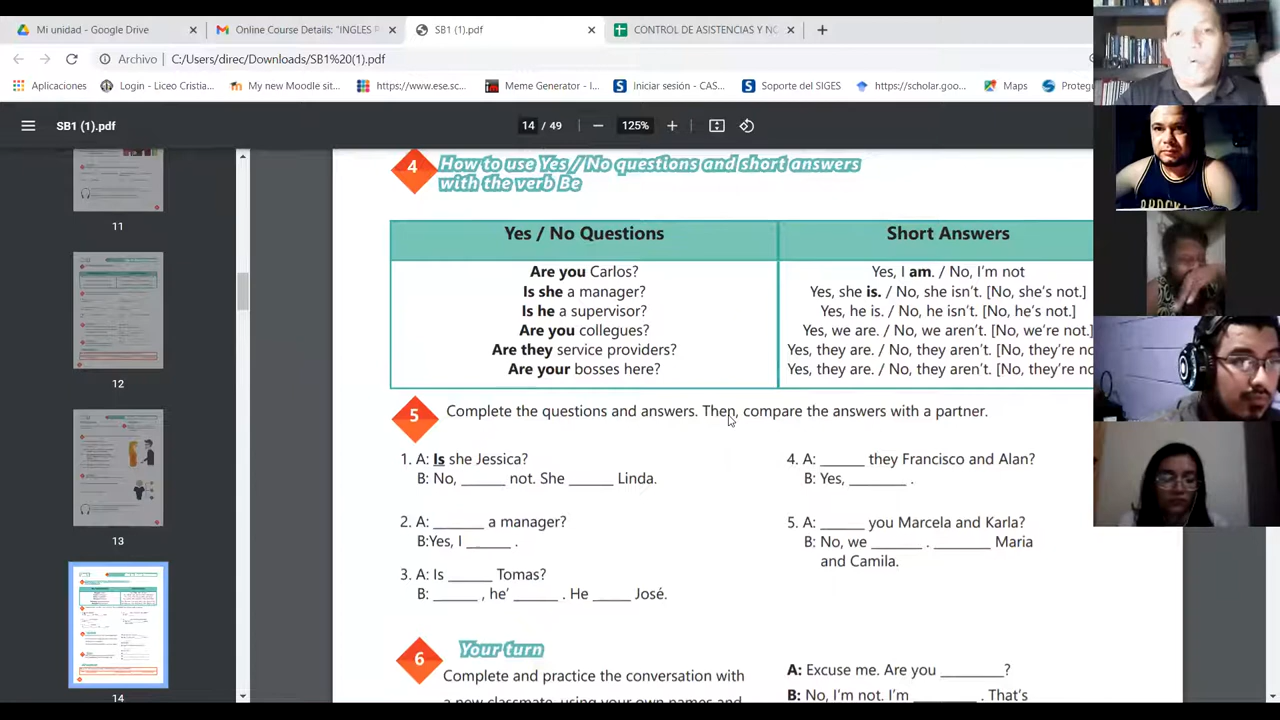 Mi unidad - Google Drive
Online Course Details: "INGLES P
SB1 (1).pdf
CONTROL DE ASISTENCIAS Y NO
Archivo C:/Users/direc/Downloads/SB1%20(1).pdf
Aplicaciones
Login - Liceo Cristia...
My new Moodle sit...
https://www.ese.sc...
Meme Generator - I...
Iniciar sesión - CAS...
Soporte del SIGES
https://scholar.goo...
Maps
Proteg
SB1 (1).pdf
14 / 49
125%
11
12
13
14
4 How to use Yes / No questions and short answers
with the verb Be
Yes / No Questions
Short Answers
Are you Carlos?
Yes, I am. / No, I'm not
Is she a manager?
Yes, she is. / No, she isn't. [No, she's not.]
Is he a supervisor?
Yes, he is. / No, he isn't. [No, he's not.]
Are you collegues?
Yes, we are. / No, we aren't. [No, we're not.]
Are they service providers?
Yes, they are. / No, they aren't. [No, they're no
Are your bosses here?
Yes, they are. / No, they aren't. [No, they're no
5 Complete the questions and answers. Then, compare the answers with a partner.
1. A: Is she Jessica?
B: No, ______ not. She ______ Linda.
2. A: _______ a manager?
B:Yes, I ______ .
3. A: Is ______ Tomas?
B: ______ , he' ______ . He _____ José.
4. A: ______ they Francisco and Alan?
B: Yes, ________ .
5. A: ______ you Marcela and Karla?
B: No, we _______ . ________ Maria
and Camila.
6 Your turn
Complete and practice the conversation with
a new classmate, using your own names and
A: Excuse me. Are you _________?
B: No, I'm not. I'm _________ . That's